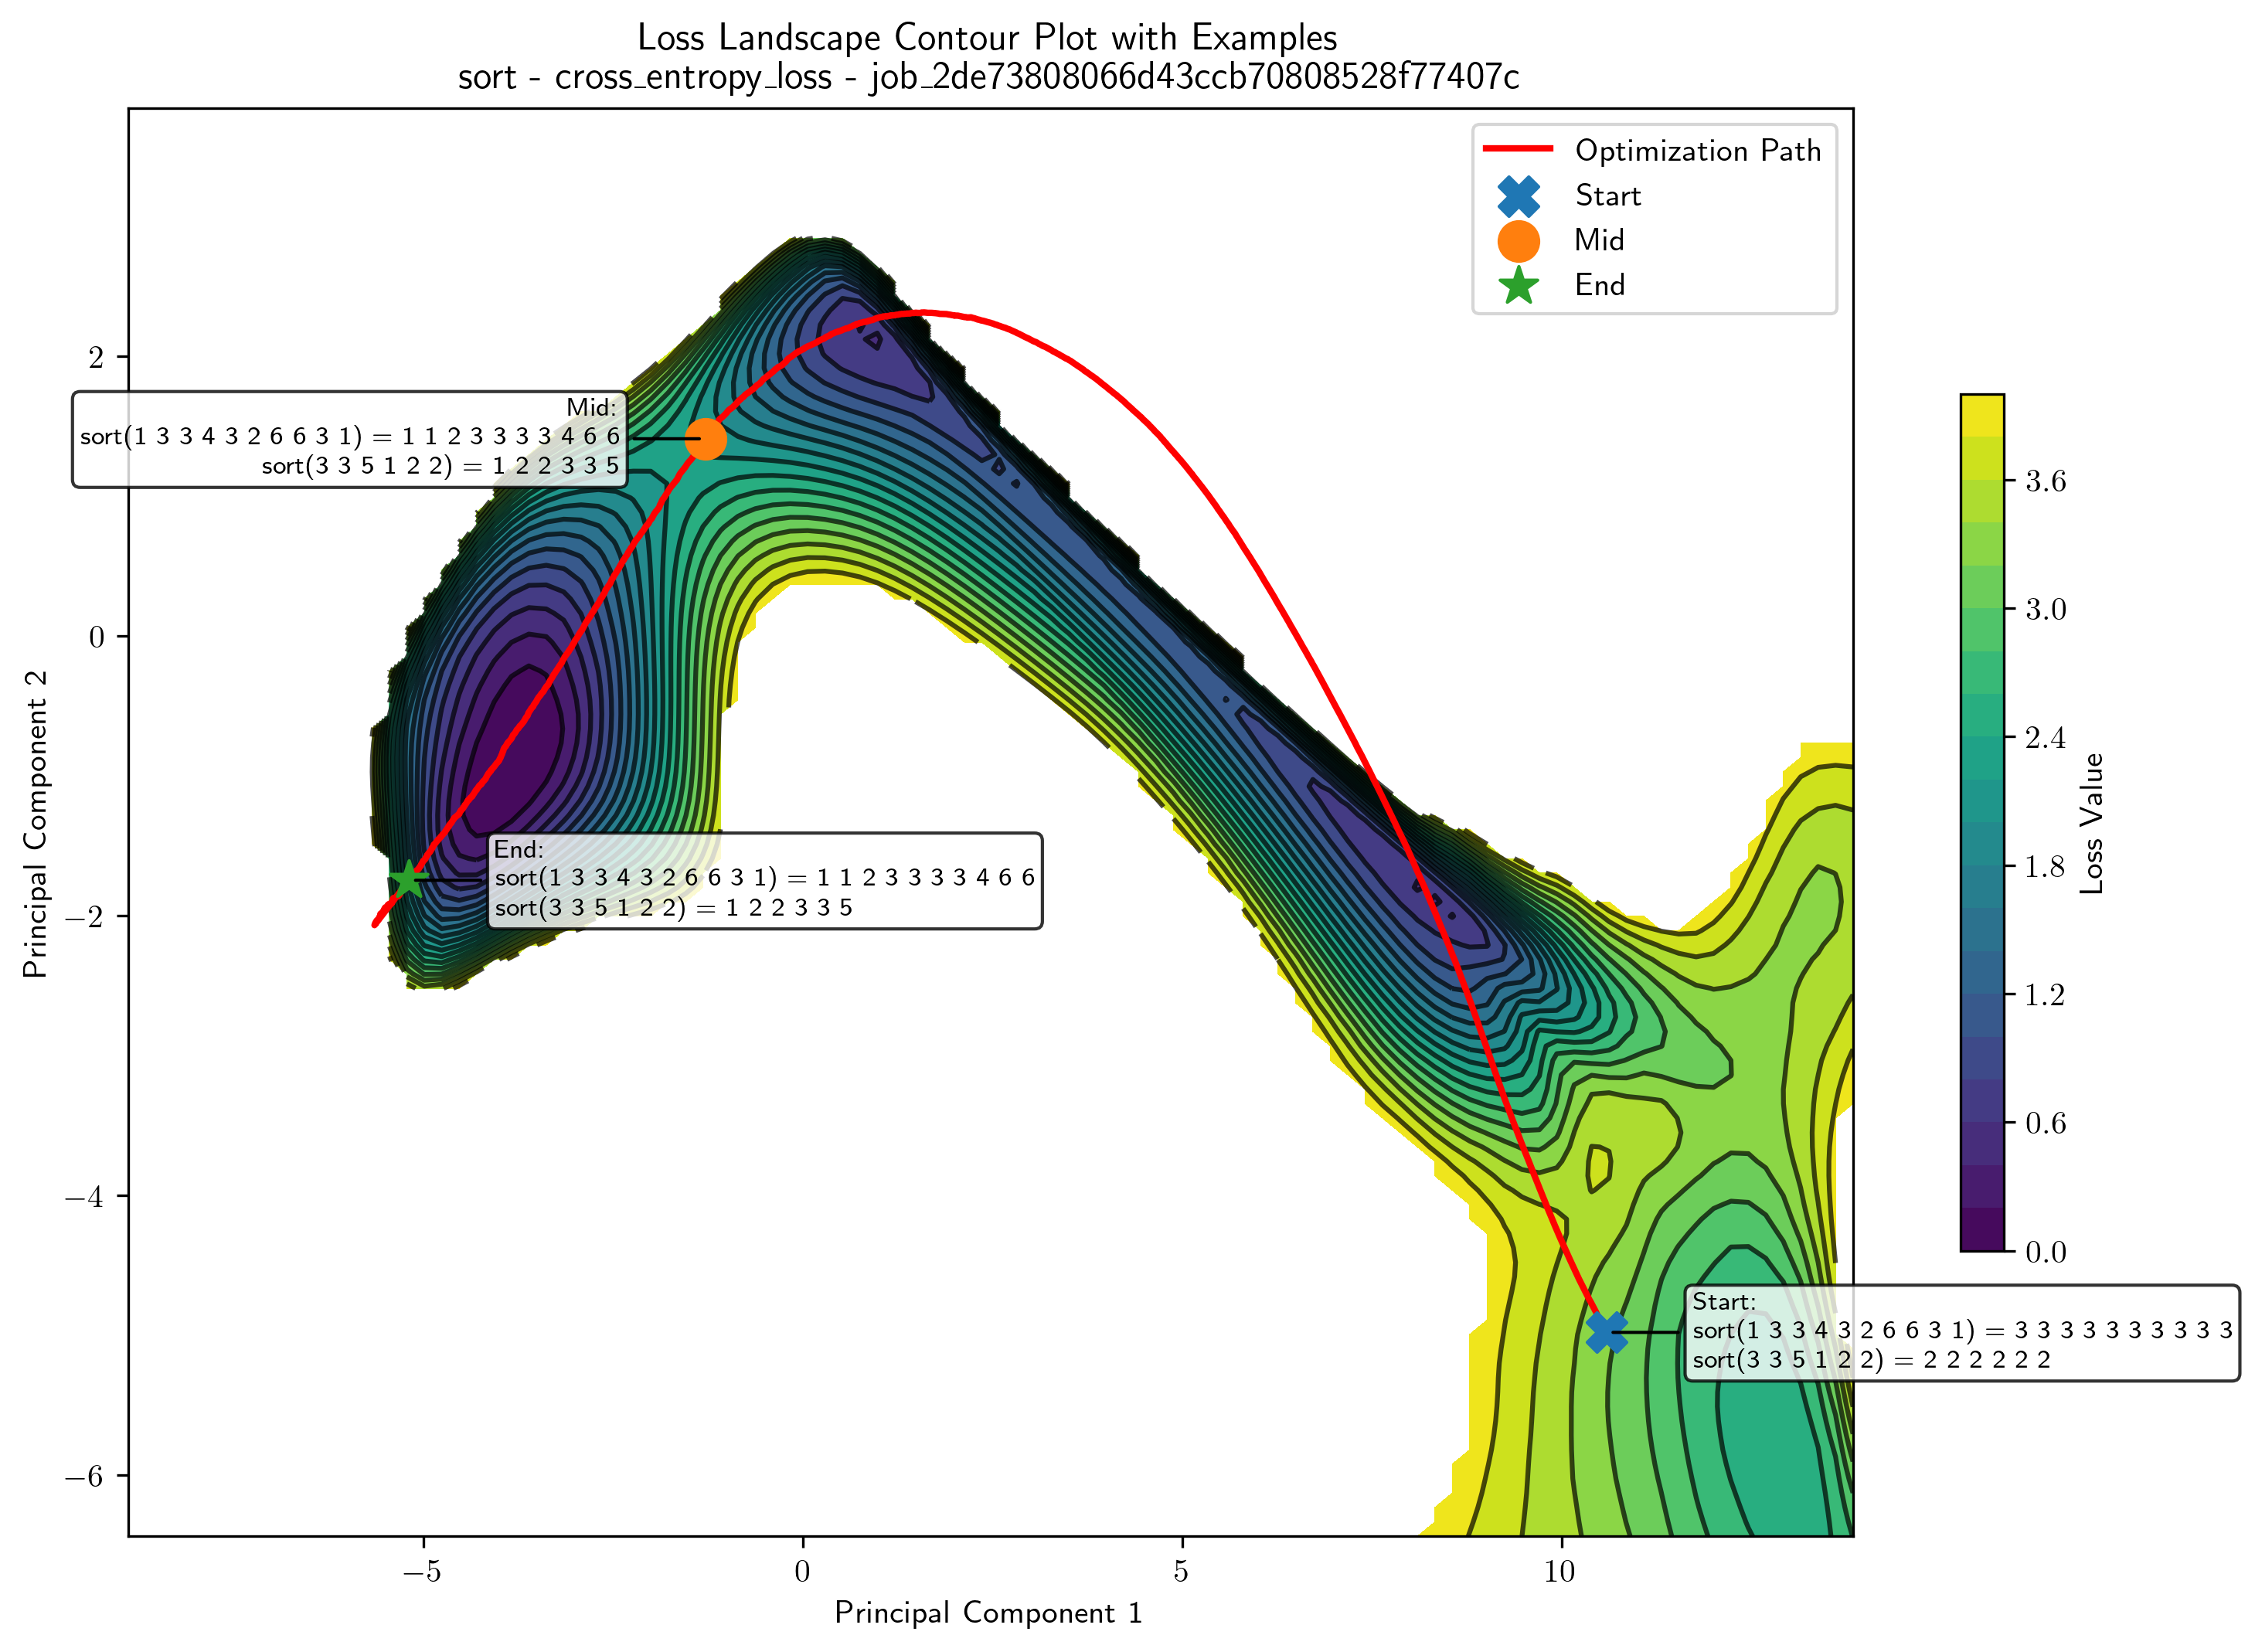 Loss Landscape Contour Plot with Examples
sort - cross_entropy_loss - job_2de73808066d43ccb70808528f77407c
Optimization Path
Start
Mid
End
2
0
−2
−4
−6
Principal Component 2
Mid:
sort(1 3 3 4 3 2 6 6 3 1) = 1 1 2 3 3 3 3 4 6 6
sort(3 3 5 1 2 2) = 1 2 2 3 3 5
End:
sort(1 3 3 4 3 2 6 6 3 1) = 1 1 2 3 3 3 3 4 6 6
sort(3 3 5 1 2 2) = 1 2 2 3 3 5
Start:
sort(1 3 3 4 3 2 6 6 3 1) = 3 3 3 3 3 3 3 3 3 3
sort(3 3 5 1 2 2) = 2 2 2 2 2 2
−5
0
5
10
Principal Component 1
3.6
3.0
2.4
1.8
1.2
0.6
0.0
Loss Value